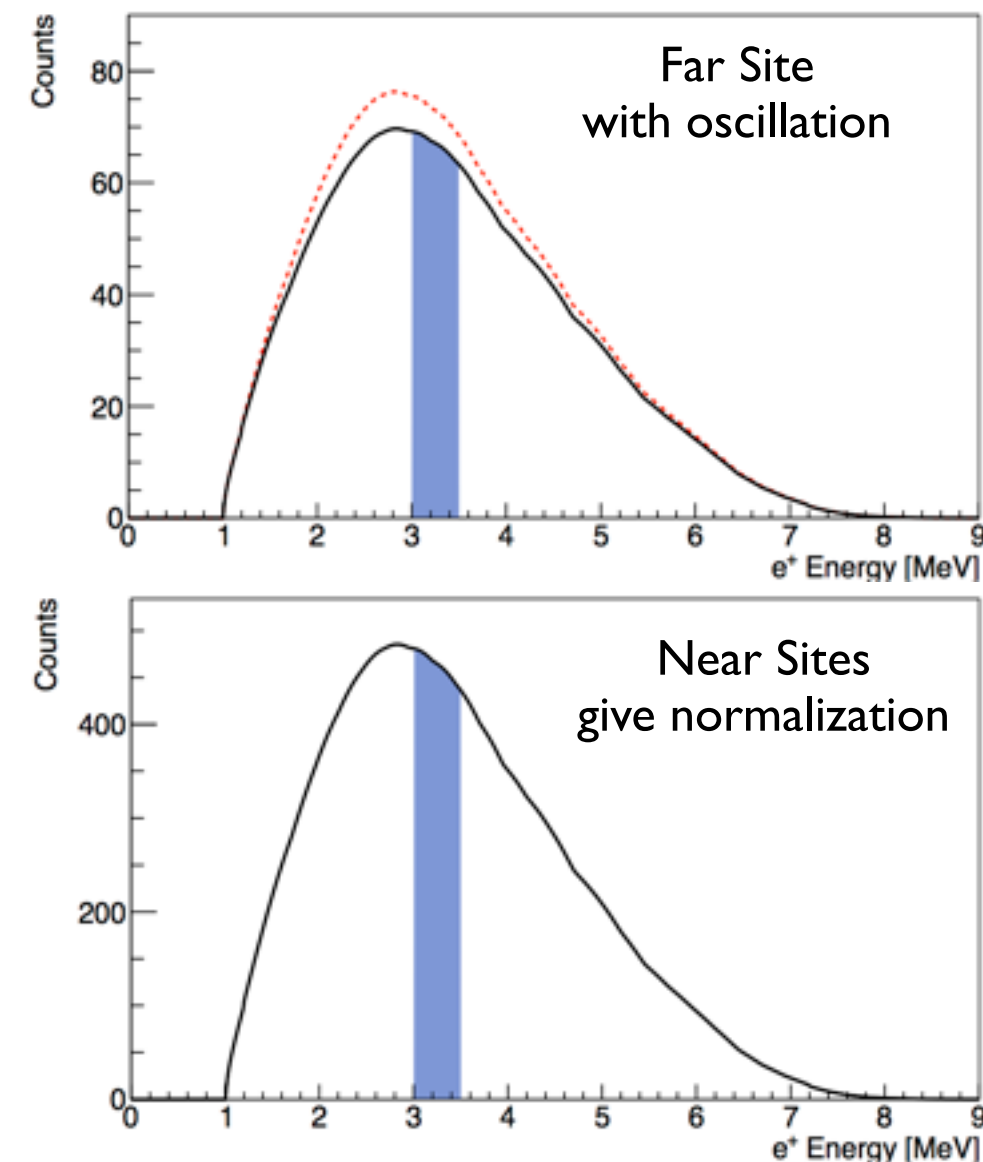 Counts
80
60
40
20
0
Far Site
with oscillation
0 1 2 3 4 5 6 7 8 9
e⁺ Energy [MeV]
Counts
400
200
0
Near Sites
give normalization
0 1 2 3 4 5 6 7 8 9
e⁺ Energy [MeV]